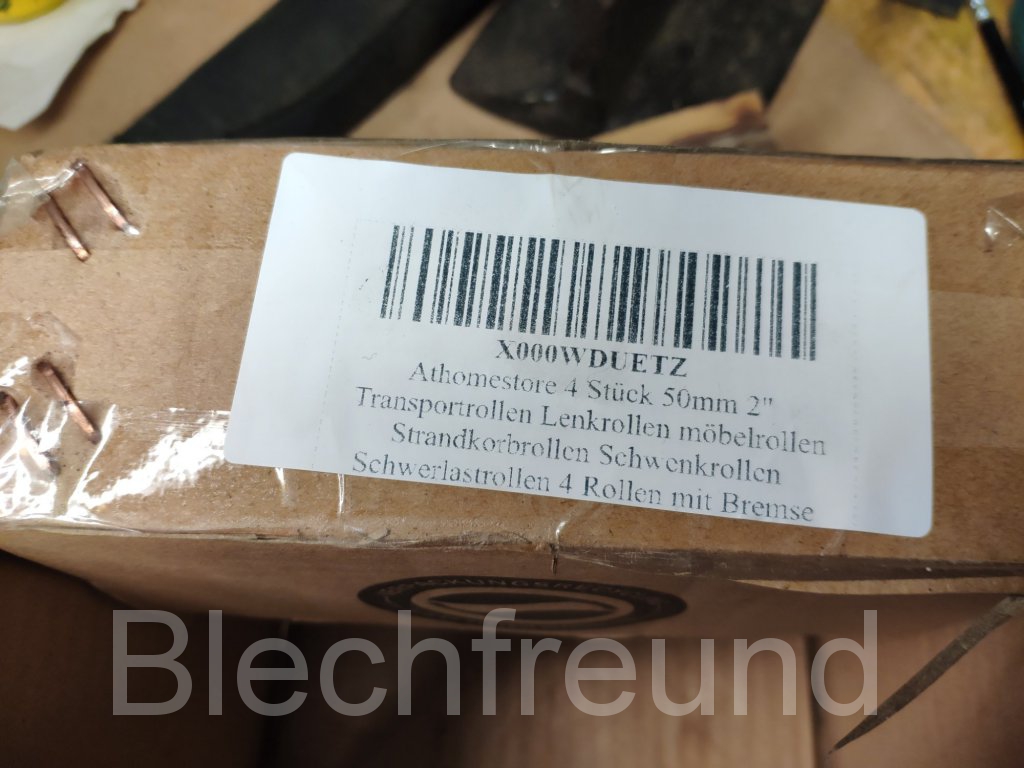 X000WDUETZ
Athomestore 4 Stück 50mm 2"
Transportrollen Lenkrollen möbelrollen
Strandkorbrollen Schwenkrollen
Schwerlastrollen 4 Rollen mit Bremse
Blechfreund